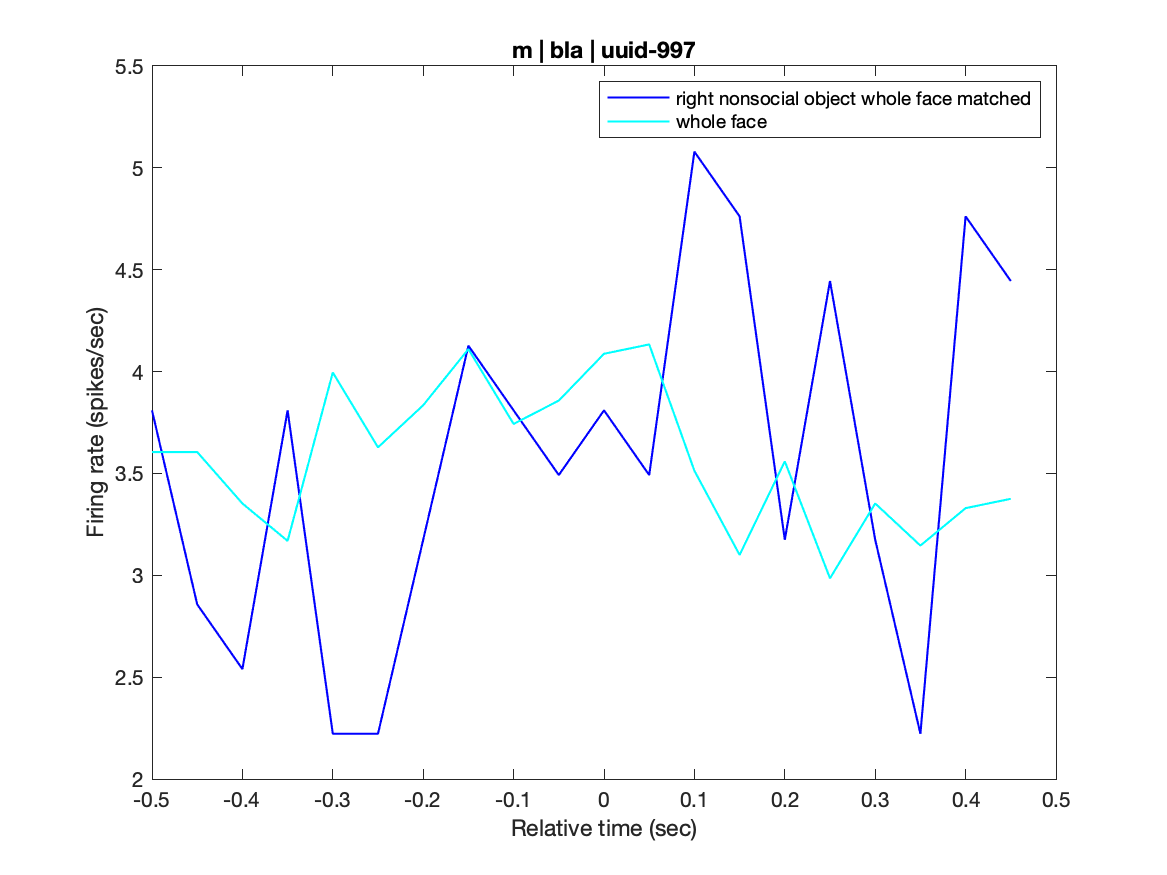 m | bla | uuid-997
right nonsocial object whole face matched
whole face
Firing rate (spikes/sec)
5.5
5
4.5
4
3.5
3
2.5
2
-0.5 -0.4 -0.3 -0.2 -0.1 0 0.1 0.2 0.3 0.4 0.5
Relative time (sec)